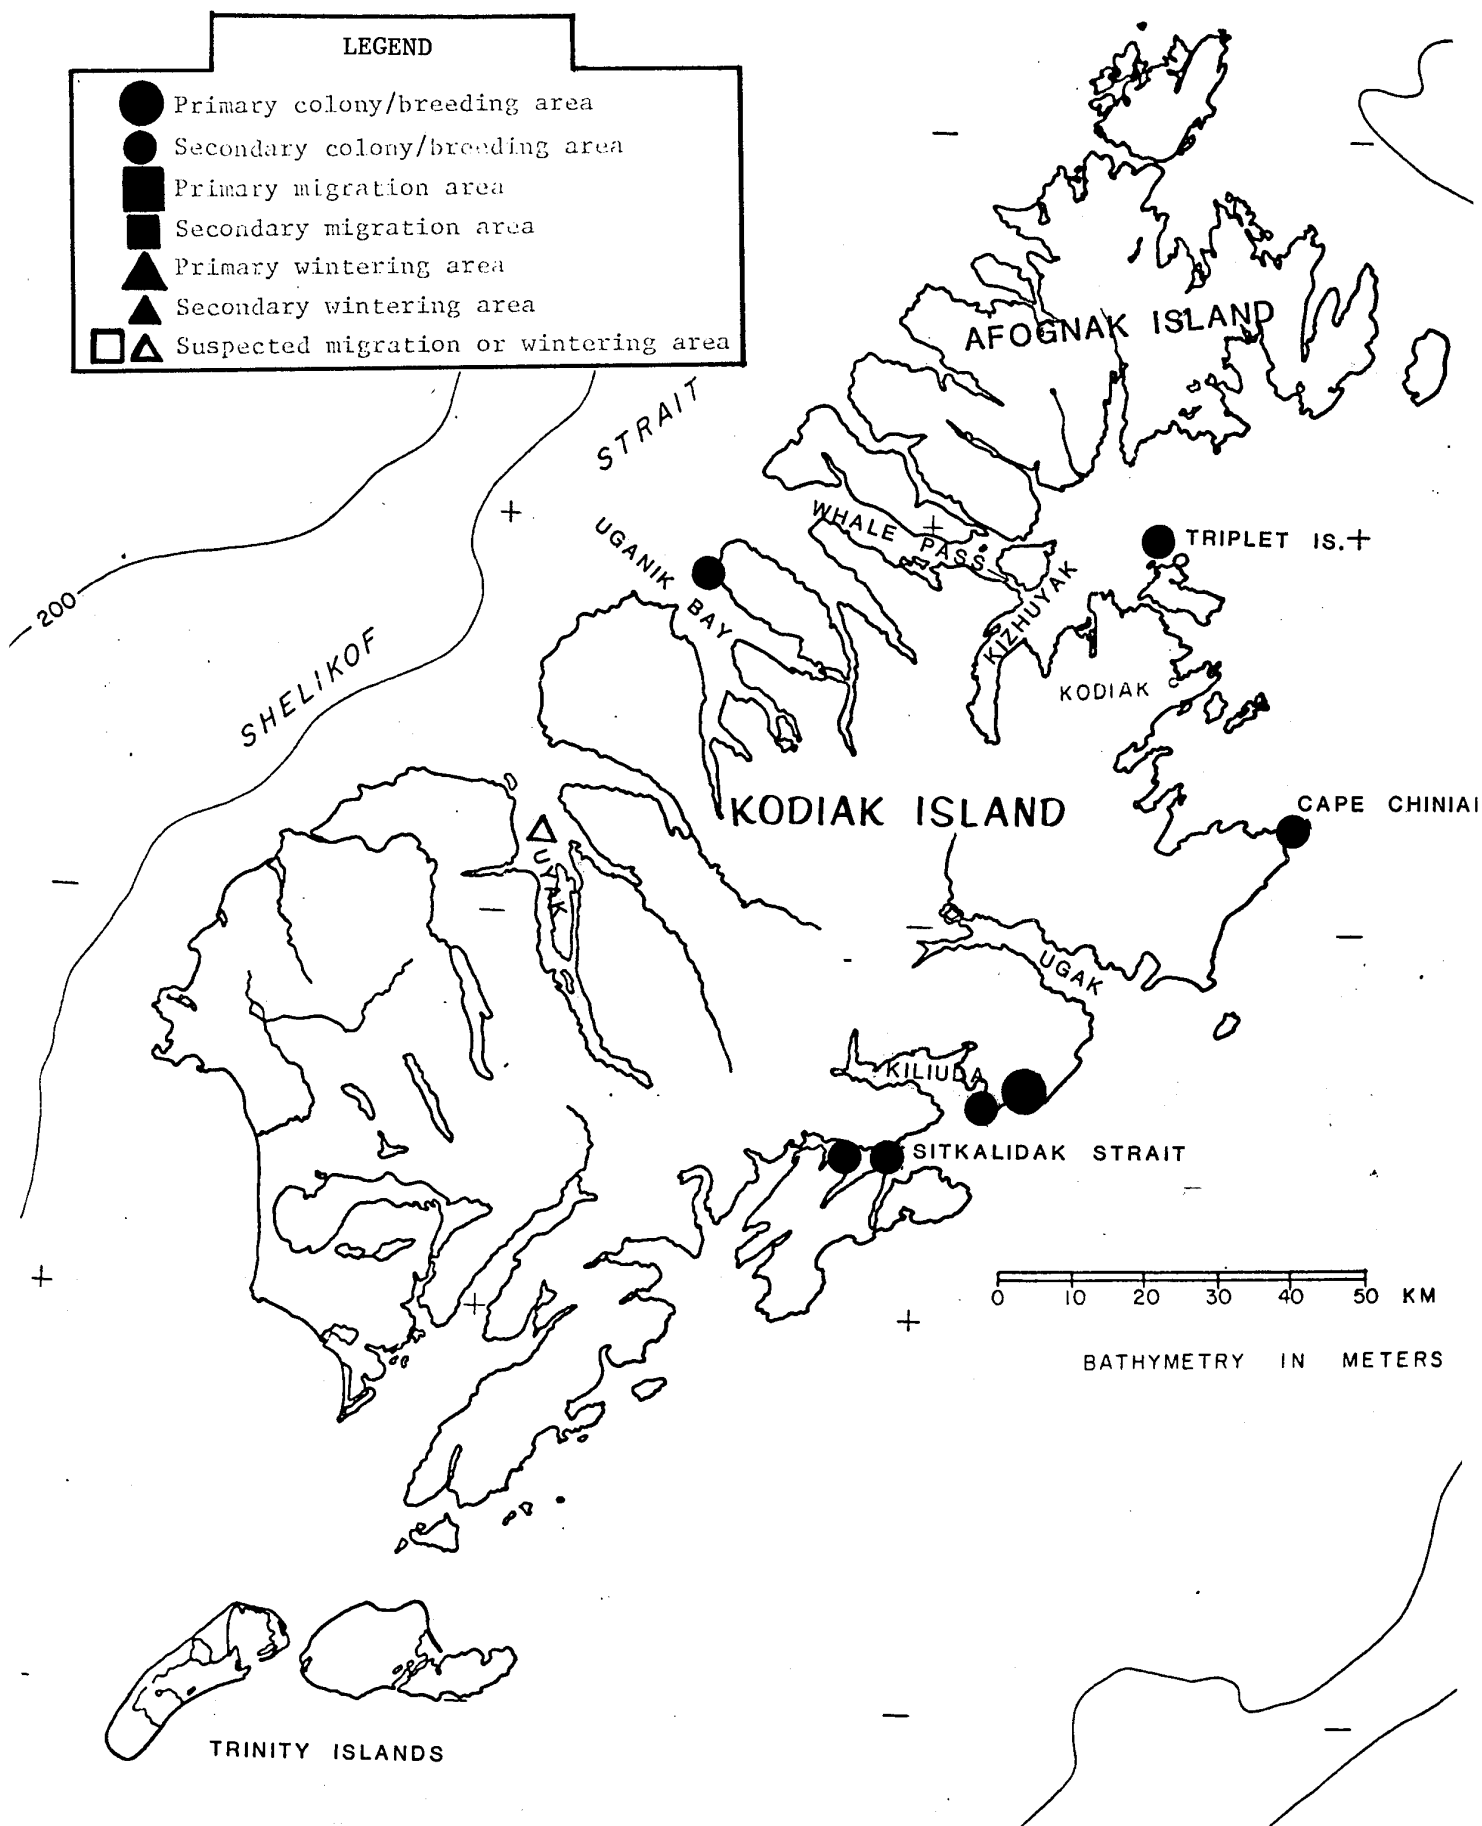 LEGEND
Primary colony/breeding area
Secondary colony/breeding area
Primary migration area
Secondary migration area
Primary wintering area
Secondary wintering area
Suspected migration or wintering area
AFOGNAK ISLAND
STRAIT
WHALE PASS
UGANIK BAY
TRIPLET IS.
KIZHUYAK
200
SHELIKOF
KODIAK
KODIAK ISLAND
CAPE CHINIAI
UYAK
UGAK
KILIUDA
SITKALIDAK STRAIT
0 10 20 30 40 50 KM
BATHYMETRY IN METERS
TRINITY ISLANDS